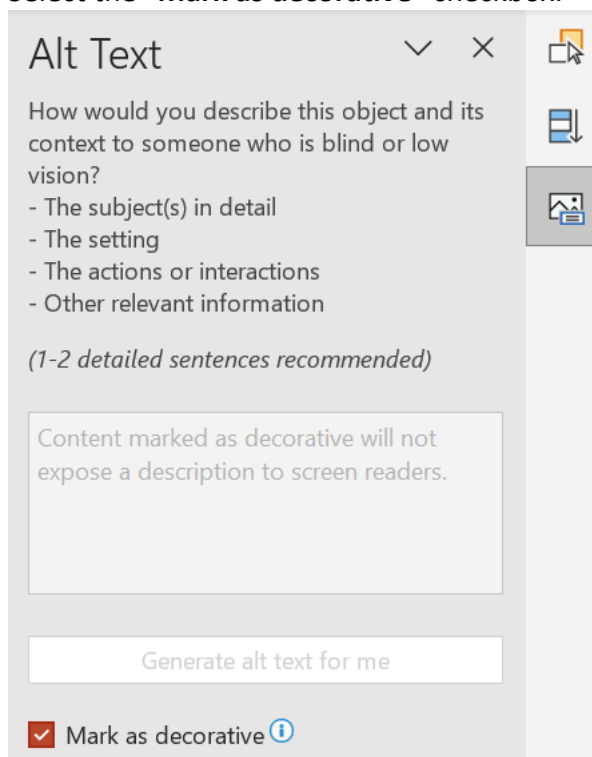 Alt Text
How would you describe this object and its
context to someone who is blind or low
vision?
- The subject(s) in detail
- The setting
- The actions or interactions
- Other relevant information
(1-2 detailed sentences recommended)
Content marked as decorative will not
expose a description to screen readers.
Generate alt text for me
Mark as decorative